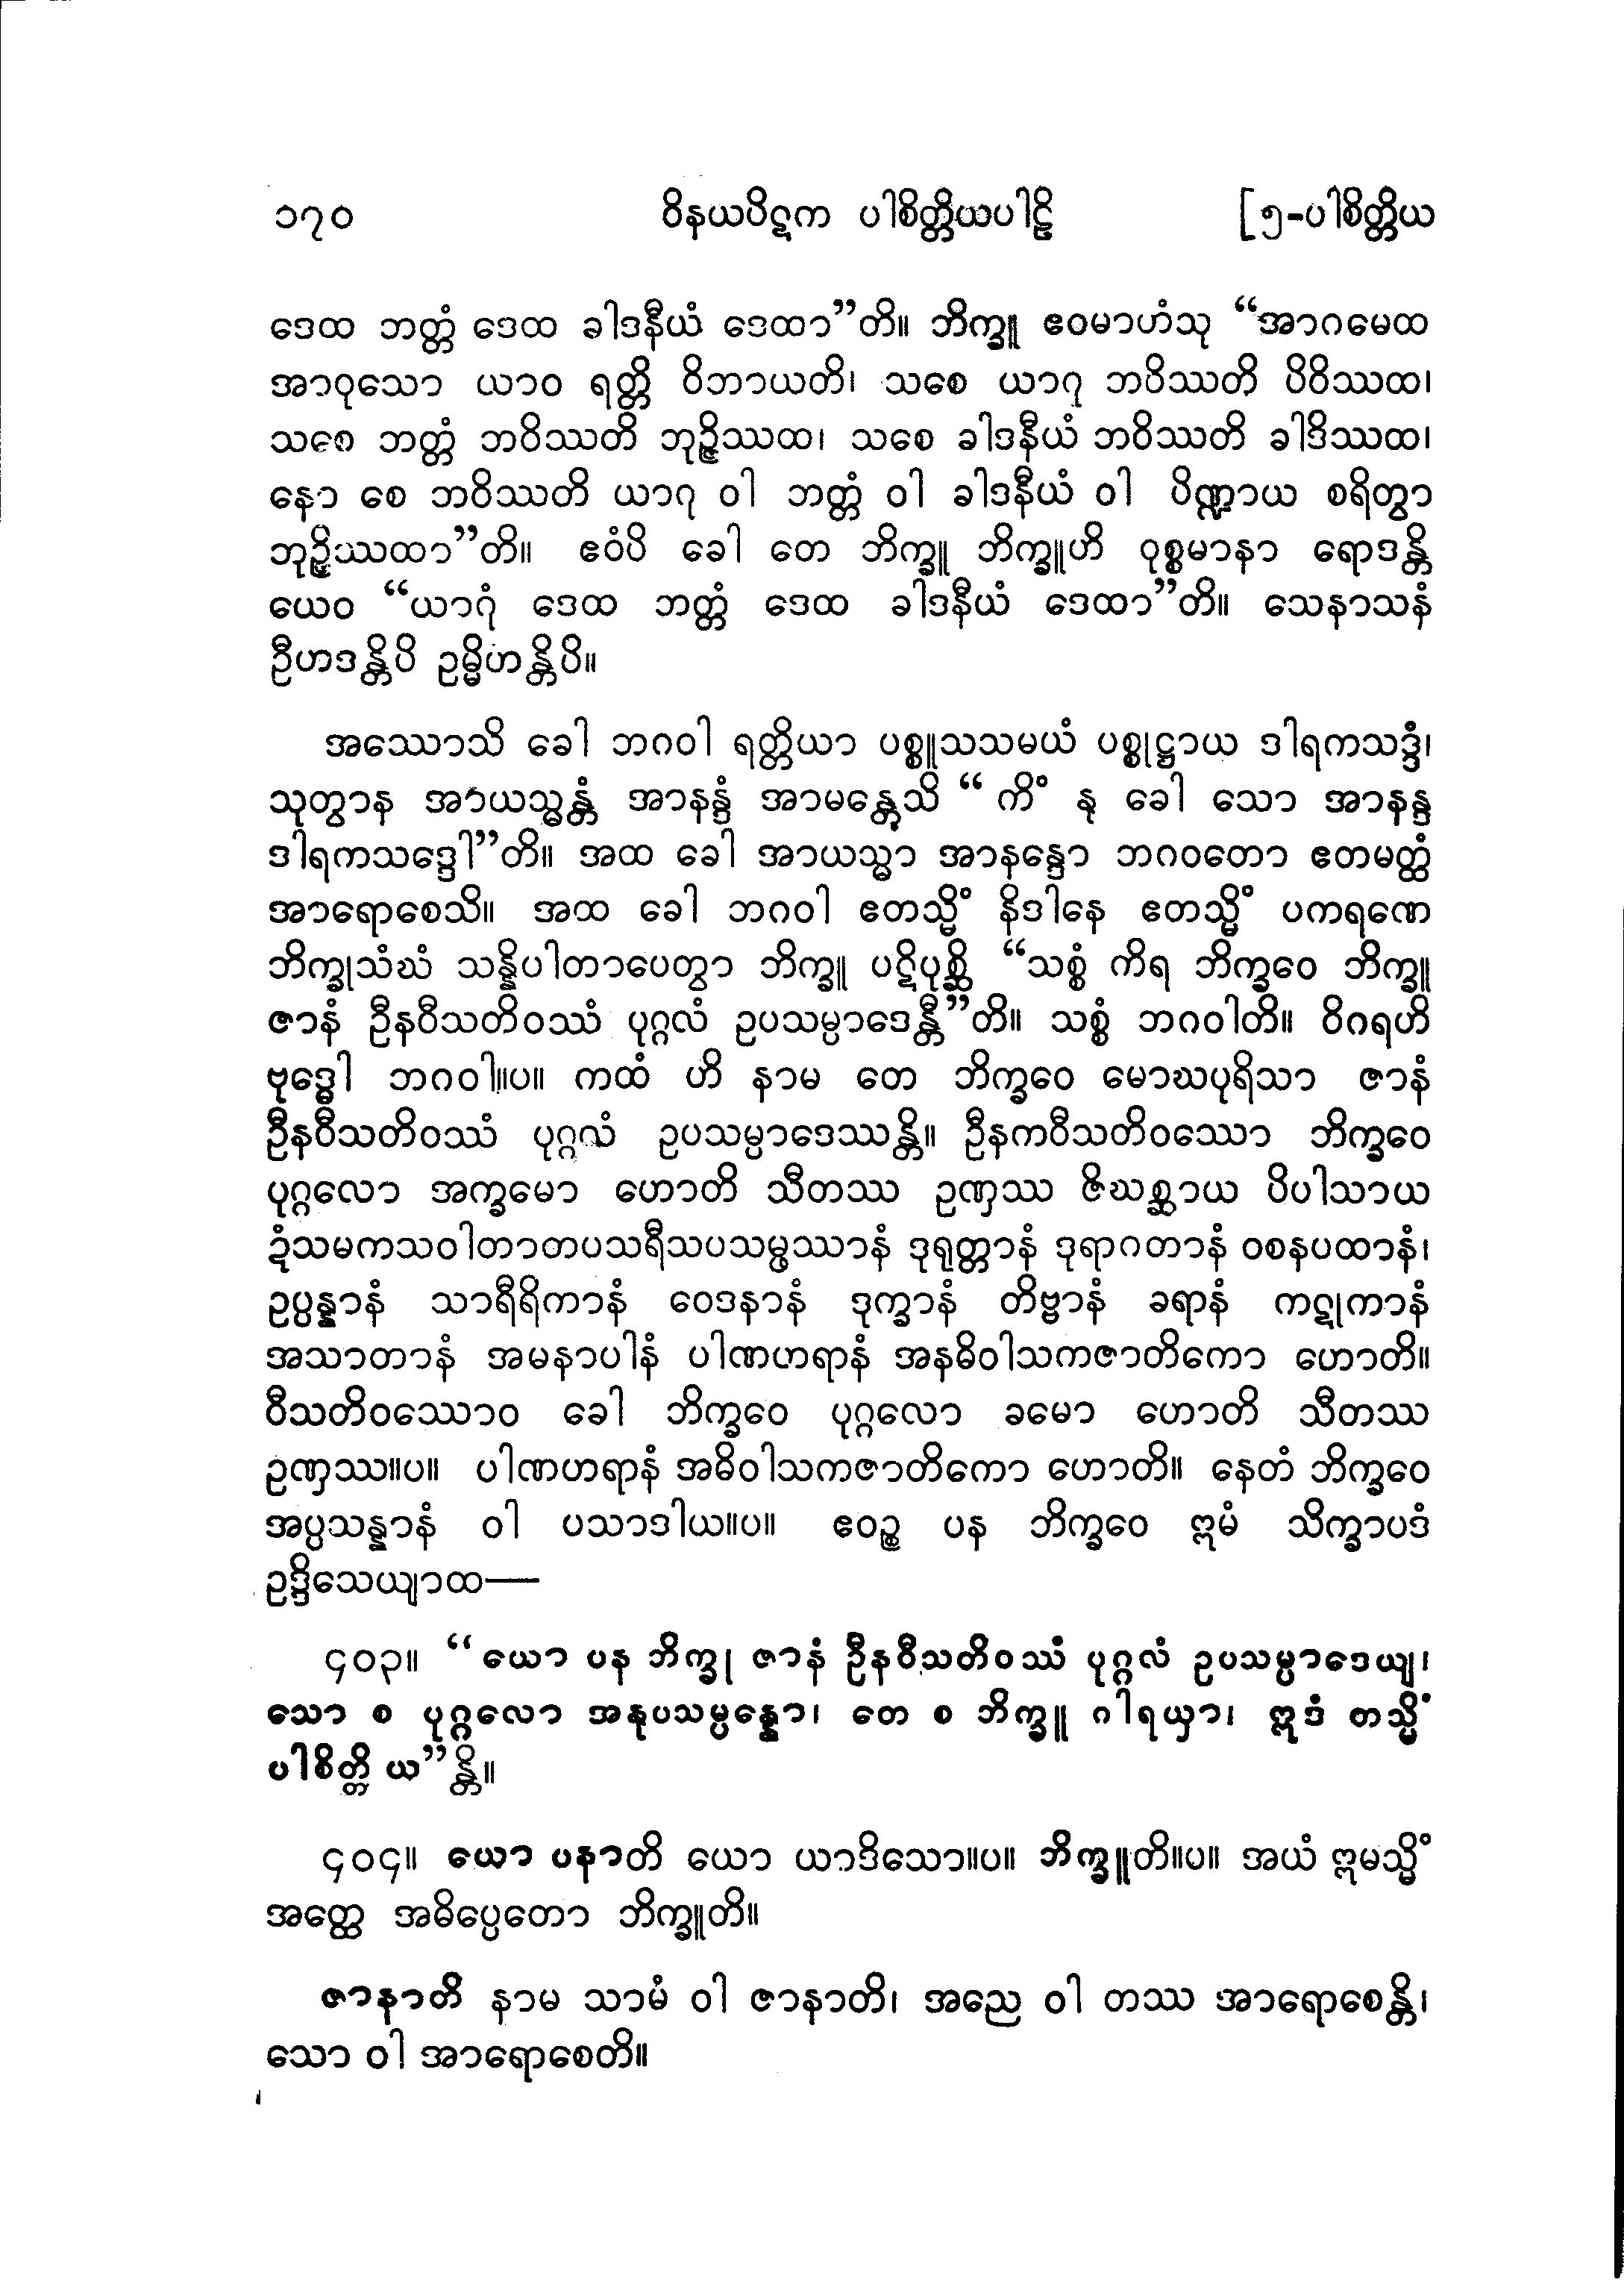 ၁၇၀ ဝိနယပိဋက ပါစိတ္တိယပါဠိ [၅-ပါစိတ္တိယ
ဒေထ ဘတ္တံ ဒေထ ခါဒနီယံ ဒေထာ”တိ။ ဘိက္ခူ ဧဝမာဟံသု “အာဂမေထ
အာဝုသော ယာဝ ရတ္တိ ဝိဘာယတိ၊ သစေ ယာဂု ဘဝိဿတိ ပိဝိဿထ၊
သစေ ဘတ္တံ ဘဝိဿတိ ဘုဉ္ဇိဿထ၊ သစေ ခါဒနီယံ ဘဝိဿတိ ခါဒိဿထ၊
နော စေ ဘဝိဿတိ ယာဂု ဝါ ဘတ္တံ ဝါ ခါဒနီယံ ဝါ ပိဏ္ဍာယ စရိတွာ
ဘုဉ္ဇိဿထာ”တိ။ ဧဝံပိ ခေါ တေ ဘိက္ခူ ဘိက္ခူဟိ ဝုစ္စမာနာ ရောဒန္တိ
ယေဝ “ယာဂုံ ဒေထ ဘတ္တံ ဒေထ ခါဒနီယံ ဒေထာ”တိ။ သေနာသနံ
ဦဟဒန္တိပိ ဥမ္မိဟန္တိပိ။
အဿောသိ ခေါ ဘဂဝါ ရတ္တိယာ ပစ္စူသသမယံ ပစ္စုဋ္ဌာယ ဒါရကသဒ္ဒံ၊
သုတွာန အာယသ္မန္တံ အာနန္ဒံ အာမန္တေသိ “ ကိံ နု ခေါ သော အာနန္ဒ
ဒါရကသဒ္ဒေါ”တိ။ အထ ခေါ အာယသ္မာ အာနန္ဒော ဘဂဝတော ဧတမတ္ထံ
အာရောစေသိ။ အထ ခေါ ဘဂဝါ ဧတသ္မိံ နိဒါနေ ဧတသ္မိံ ပကရဏေ
ဘိက္ခုသံဃံ သန္နိပါတာပေတွာ ဘိက္ခူ ပဋိပုစ္ဆိ “သစ္စံ ကိရ ဘိက္ခဝေ ဘိက္ခူ
ဇာနံ ဦနဝီသတိဝဿံ ပုဂ္ဂလံ ဥပသမ္ပာဒေန္တီ”တိ။ သစ္စံ ဘဂဝါတိ။ ဝိဂရဟိ
ဗုဒ္ဓေါ ဘဂဝါ။ပ။ ကထံ ဟိ နာမ တေ ဘိက္ခဝေ မောဃပုရိသာ ဇာနံ
ဦနဝီသတိဝဿံ ပုဂ္ဂလံ ဥပသမ္ပာဒေဿန္တိ။ ဦနကဝီသတိဝဿော ဘိက္ခဝေ
ပုဂ္ဂလော အက္ခမော ဟောတိ သီတဿ ဥဏှဿ ဇိဃစ္ဆာယ ပိပါသာယ
ဍံသမကသဝါတာတပသရီသပသမ္ဖဿာနံ ဒုရုတ္တာနံ ဒုရာဂတာနံ ဝစနပထာနံ၊
ဥပ္ပန္နာနံ သာရီရိကာနံ ဝေဒနာနံ ဒုက္ခာနံ တိဗ္ဗာနံ ခရာနံ ကဋုကာနံ
အသာတာနံ အမနာပါနံ ပါဏဟရာနံ အနဓိဝါသကဇာတိကော ဟောတိ။
ဝီသတိဝဿောဝ ခေါ ဘိက္ခဝေ ပုဂ္ဂလော ခမော ဟောတိ သီတဿ
ဥဏှဿ။ပ။ ပါဏဟရာနံ အဓိဝါသကဇာတိကော ဟောတိ။ နေတံ ဘိက္ခဝေ
အပ္ပသန္နာနံ ဝါ ပသာဒါယ။ပ။ ဧဝဉ္စ ပန ဘိက္ခဝေ ဣမံ သိက္ခာပဒံ
ဥဒ္ဒိသေယျာထ—
၄၀၃။ “ ယော ပန ဘိက္ခု ဇာနံ ဦနဝီသတိဝဿံ ပုဂ္ဂလံ ဥပသမ္ပာဒေယျ၊
သော စ ပုဂ္ဂလော အနုပသမ္ပန္နော၊ တေ စ ဘိက္ခူ ဂါရယှာ၊ ဣဒံ တသ္မိံ
ပါစိတ္တိယ”န္တိ။
၄၀၄။ ယော ပနာတိ ယော ယာဒိသော။ပ။ ဘိက္ခူတိ။ပ။ အယံ ဣမသ္မိံ
အတ္ထေ အဓိပ္ပေတော ဘိက္ခူတိ။
ဇာနာတိ နာမ သာမံ ဝါ ဇာနာတိ၊ အညေ ဝါ တဿ အာရောစေန္တိ၊
သော ဝါ အာရောစေတိ။